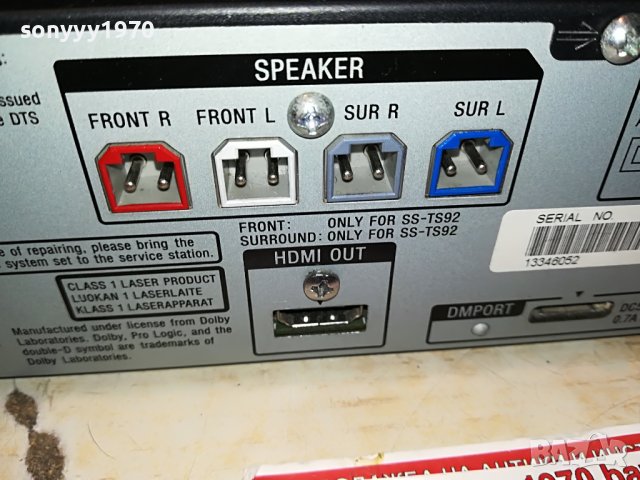 sonyyy1970
s:
ssued
e DTS
SPEAKER
FRONT R FRONT L SUR R SUR L
FRONT: ONLY FOR SS-TS92
SURROUND: ONLY FOR SS-TS92
SERIAL NO.
13346052
e of repairing, please bring the
s system set to the service station.
HDMI OUT
CLASS 1 LASER PRODUCT
LUOKAN 1 LASERLAITE
KLASS 1 LASERAPPARAT
DMPORT
DC
0.7A
Manufactured under license from Dolby
Laboratories. Dolby, Pro Logic, and the
double-D symbol are trademarks of
Dolby Laboratories.
BAZAR